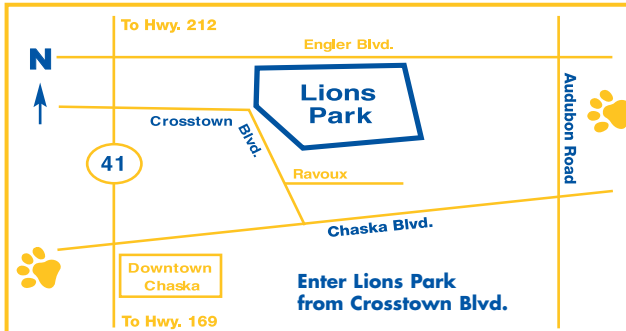 To Hwy. 212
Engler Blvd.
N
Lions
Park
Crosstown
Blvd.
Audubon Road
41
Ravoux
Chaska Blvd.
Downtown
Chaska
Enter Lions Park
from Crosstown Blvd.
To Hwy. 169